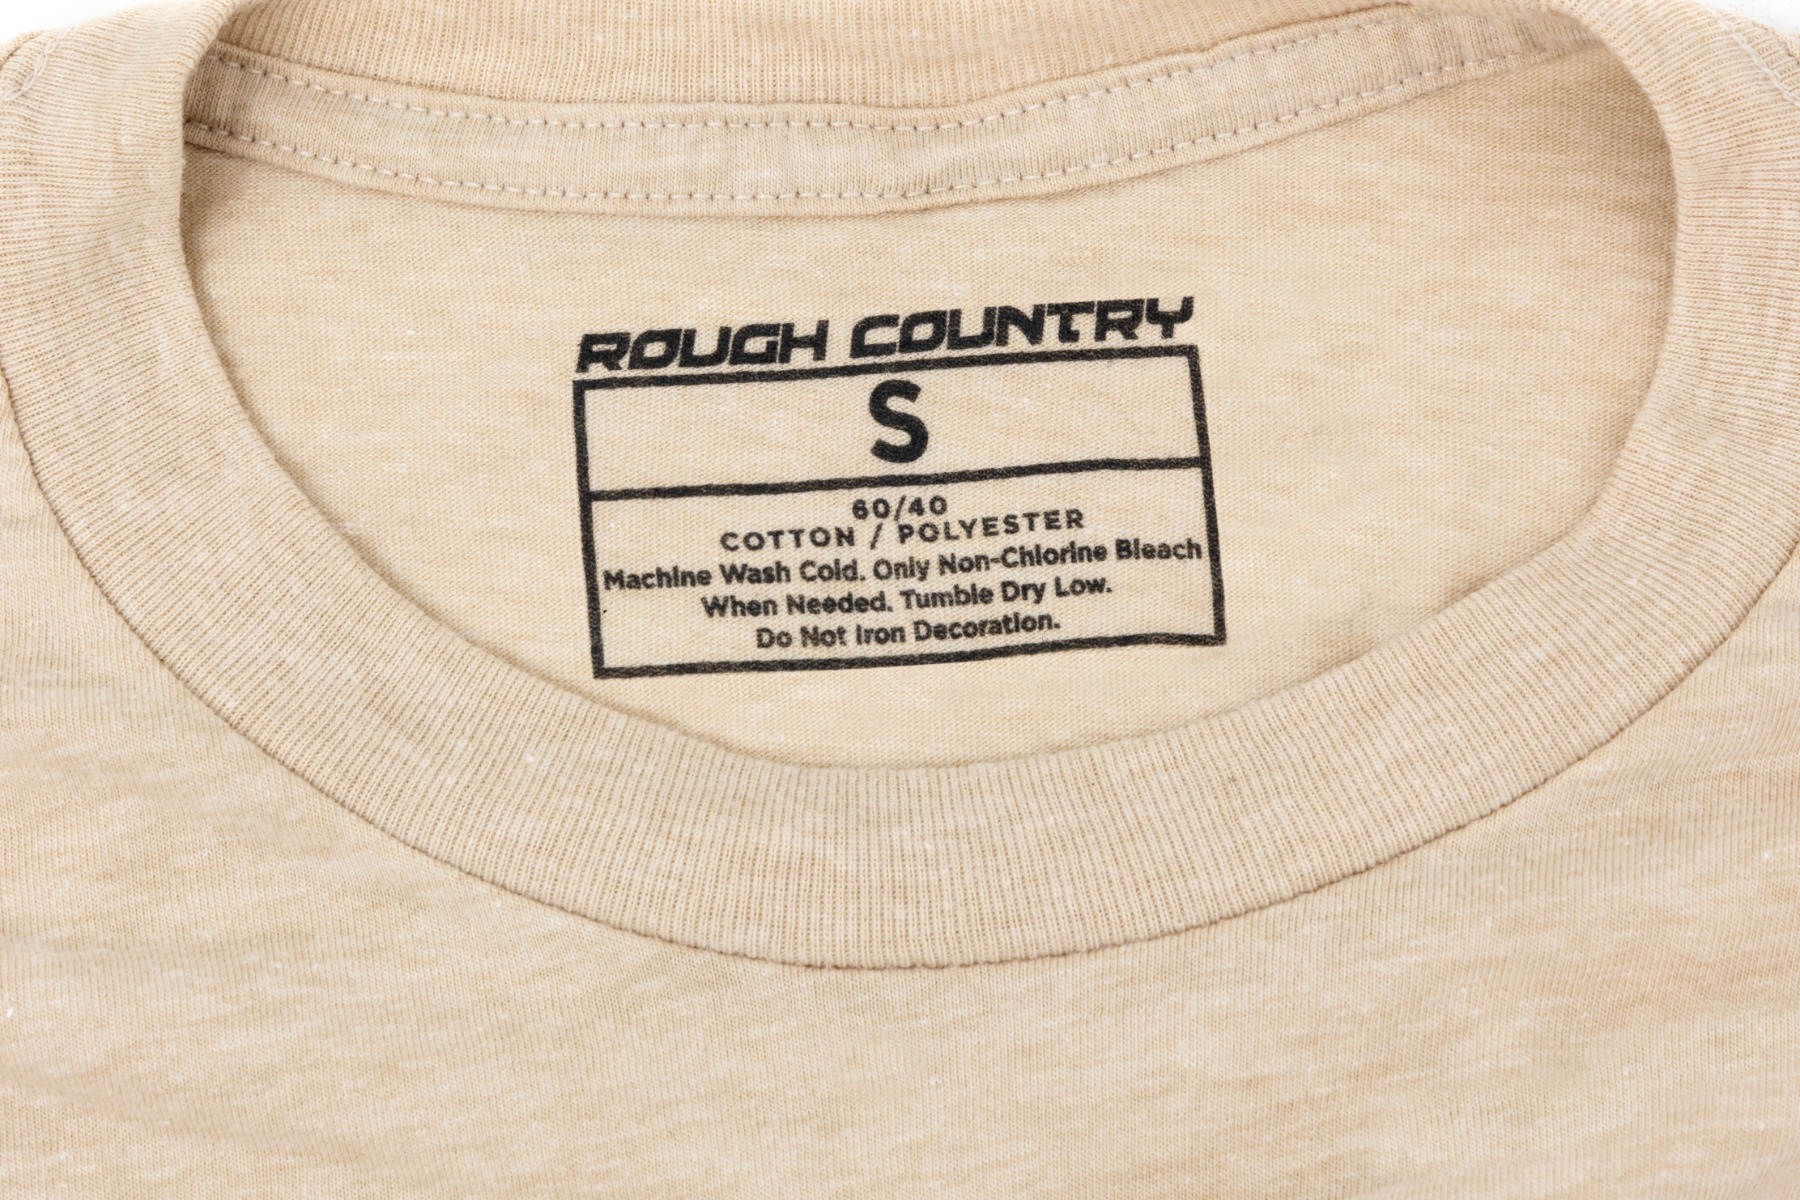 ROUGH COUNTRY
S
60/40
COTTON / POLYESTER
Machine Wash Cold. Only Non-Chlorine Bleach
When Needed. Tumble Dry Low.
Do Not Iron Decoration.